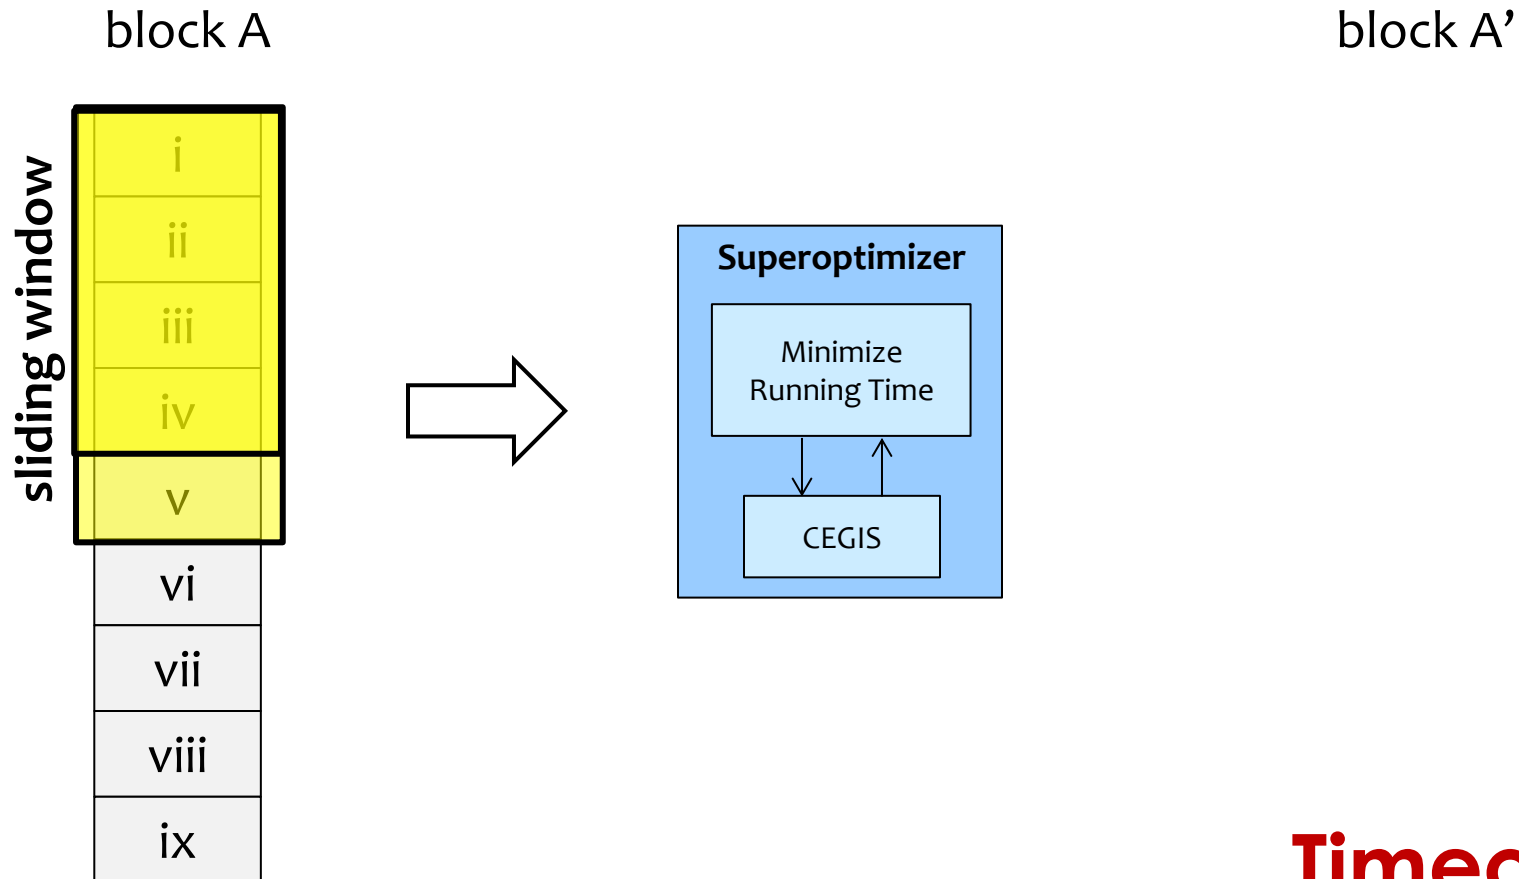 block A
block A’
sliding window
i
ii
iii
iv
v
vi
vii
viii
ix
Superoptimizer
Minimize
Running Time
CEGIS